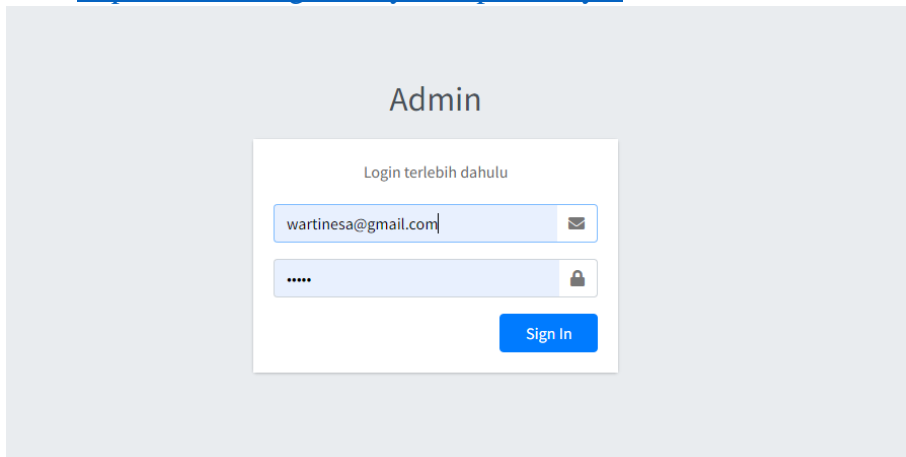 Admin
Login terlebih dahulu
wartinesa@gmail.com
•••••
Sign In